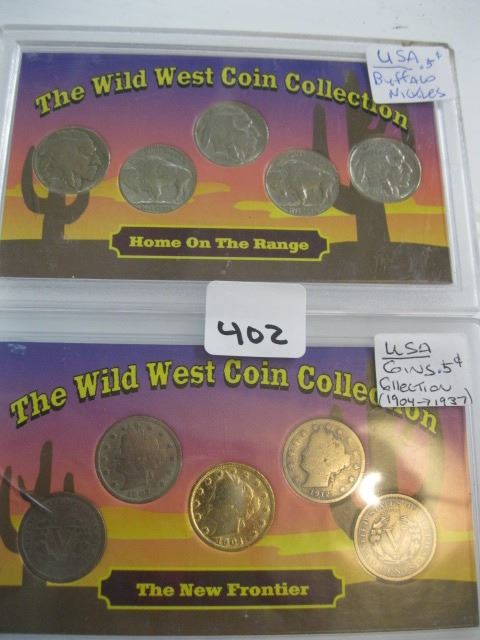 The Wild West Coin Collection
USA .5¢
Buffalo
Nickles
Home On The Range
402
The Wild West Coin Collection
USA
Coins .5¢
Collection
(1904→1937)
The New Frontier